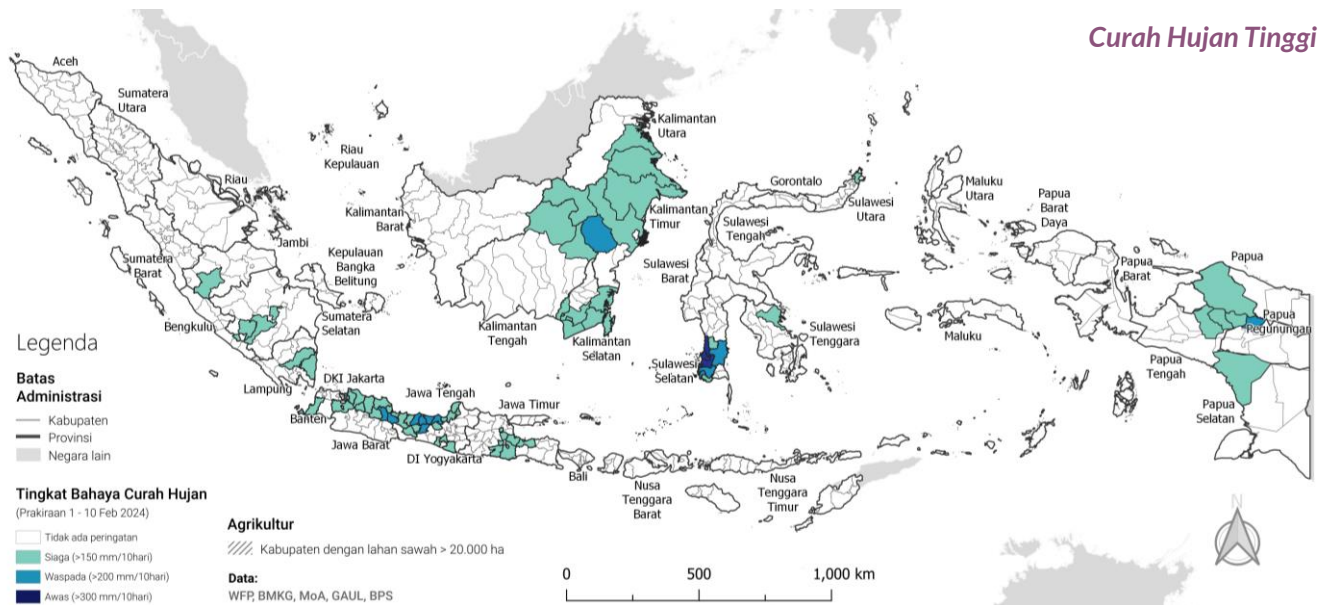 Curah Hujan Tinggi
Aceh
Sumatera
Utara
Riau
Kepulauan
Riau
Jambi
Sumatera
Barat
Kepulauan
Bangka
Belitung
Bengkulu
Sumatera
Selatan
Lampung
Kalimantan
Utara
Kalimantan
Barat
Kalimantan
Timur
Kalimantan
Tengah
Kalimantan
Selatan
Gorontalo
Sulawesi
Utara
Sulawesi
Tengah
Sulawesi
Barat
Sulawesi
Tenggara
Sulawesi
Selatan
Maluku
Utara
Maluku
Papua
Barat
Daya
Papua
Barat
Papua
Papua
Pegunungan
Papua
Tengah
Papua
Selatan
DKI Jakarta
Banten
Jawa Barat
Jawa Tengah
DI Yogyakarta
Jawa Timur
Bali
Nusa
Tenggara
Barat
Nusa
Tenggara
Timur
Legenda
Batas
Administrasi
Kabupaten
Provinsi
Negara lain
Tingkat Bahaya Curah Hujan
(Prakiraan 1 - 10 Feb 2024)
Tidak ada peringatan
Siaga (>150 mm/10hari)
Waspada (>200 mm/10hari)
Awas (>300 mm/10hari)
Agrikultur
Kabupaten dengan lahan sawah > 20.000 ha
Data:
WFP, BMKG, MoA, GAUL, BPS
0 500 1,000 km
N